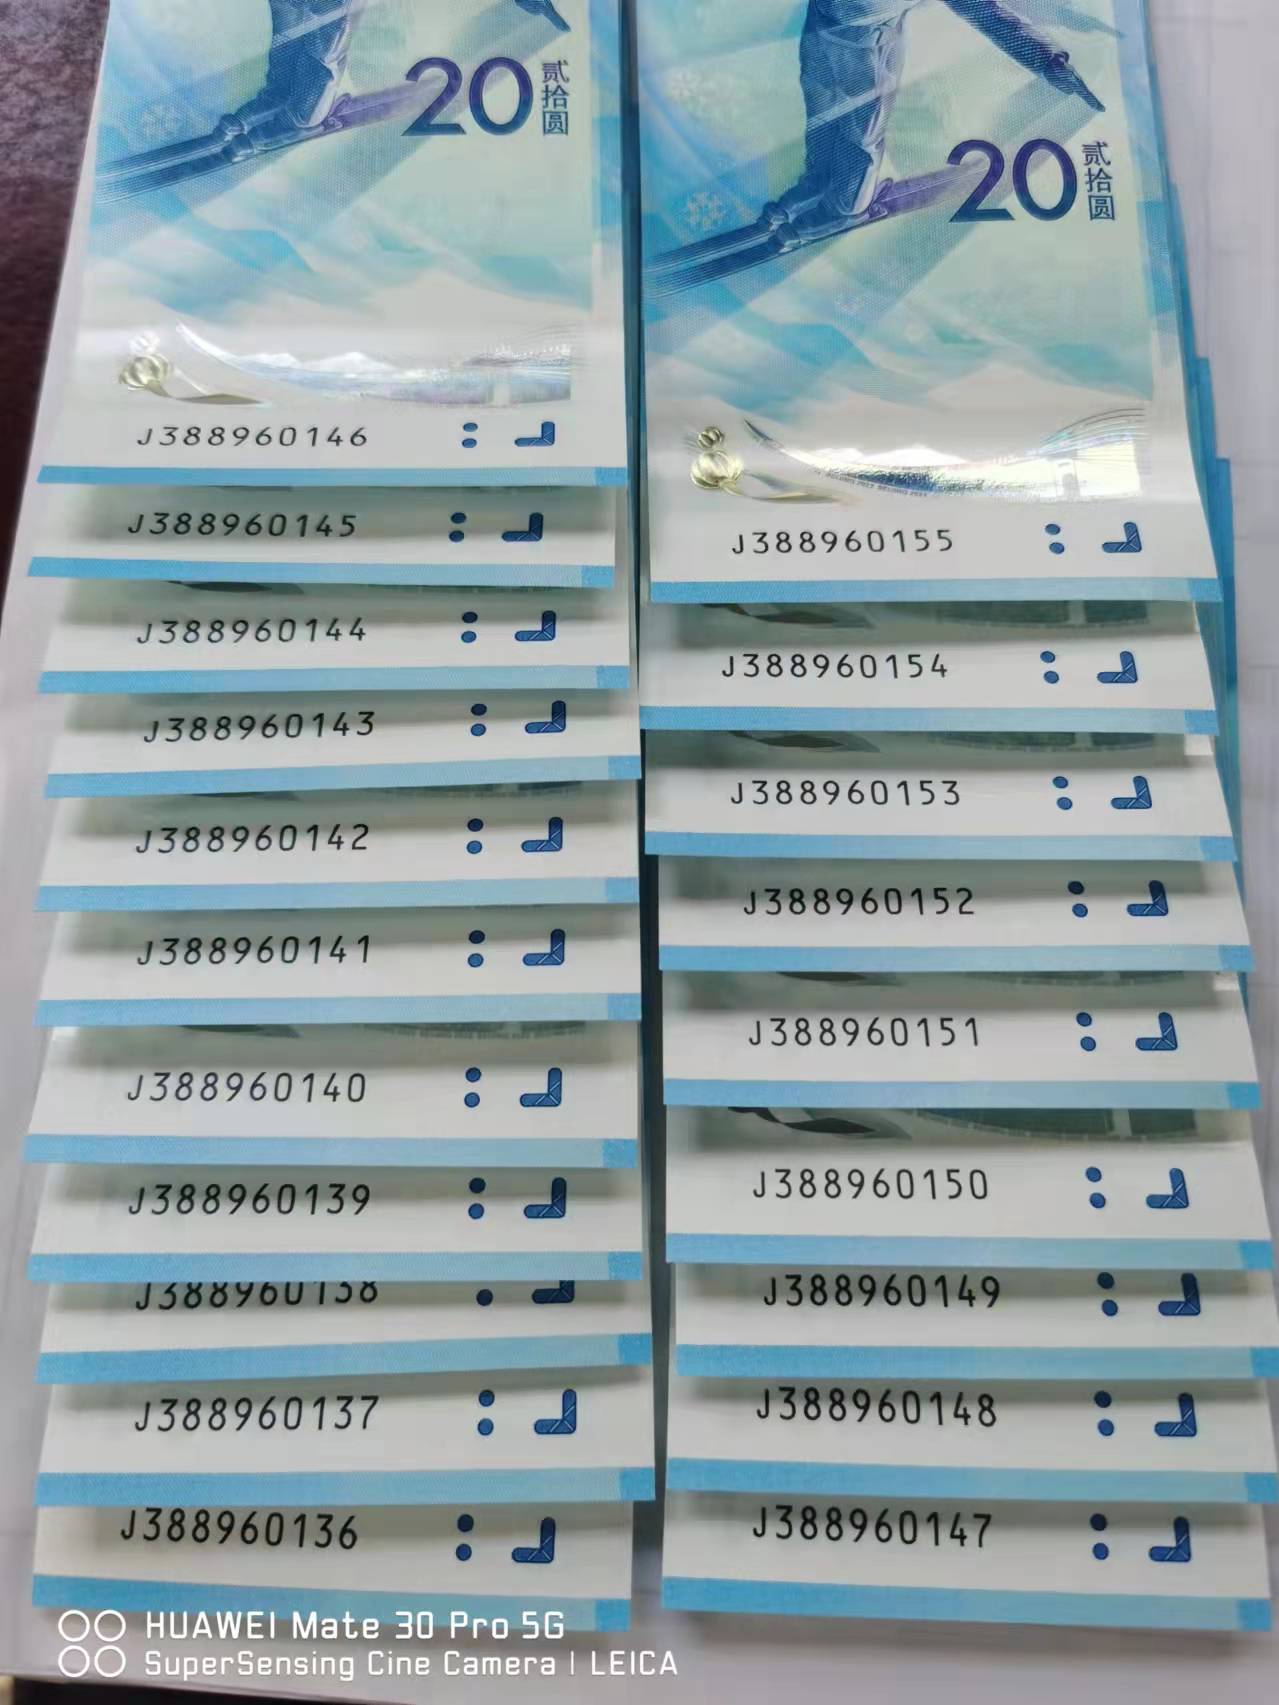 20 贰拾圆
J388960146
J388960145
J388960144
J388960143
J388960142
J388960141
J388960140
J388960139
J388960138
J388960137
J388960136
20 贰拾圆
J388960155
J388960154
J388960153
J388960152
J388960151
J388960150
J388960149
J388960148
J388960147
HUAWEI Mate 30 Pro 5G
SuperSensing Cine Camera | LEICA